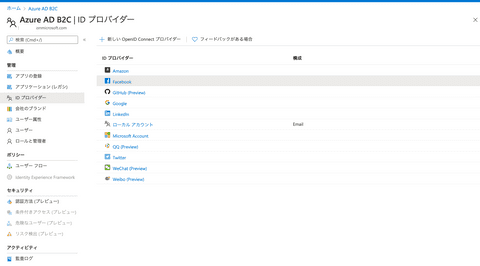 ホーム > Azure AD B2C
Azure AD B2C | ID プロバイダー
onmicrosoft.com
検索 (Cmd+/)
概要
管理
アプリの登録
アプリケーション (レガシ)
ID プロバイダー
会社のブランド
ユーザー属性
ユーザー
ロールと管理者
ポリシー
ユーザー フロー
Identity Experience Framework
セキュリティ
認証方法 (プレビュー)
条件付きアクセス (プレビュー)
危険なユーザー (プレビュー)
リスク検出 (プレビュー)
アクティビティ
監査ログ
新しい OpenID Connect プロバイダー
フィードバックがある場合
ID プロバイダー 構成
Amazon
Facebook
GitHub (Preview)
Google
LinkedIn
ローカル アカウント Email
Microsoft Account
QQ (Preview)
Twitter
WeChat (Preview)
Weibo (Preview)